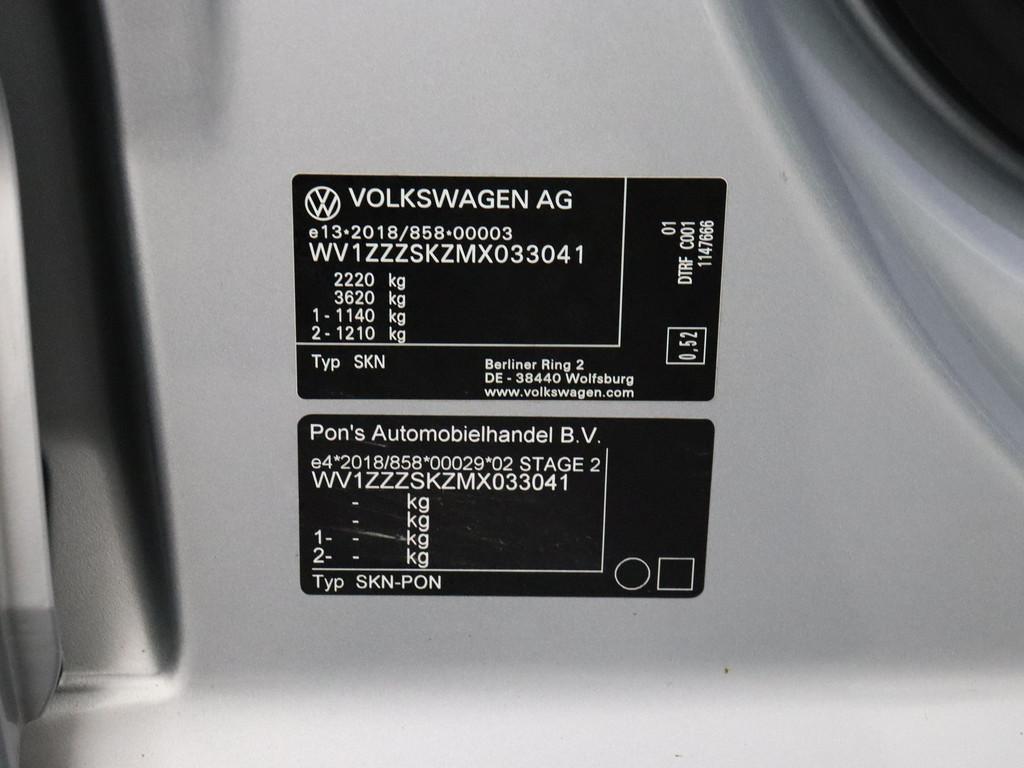 VOLKSWAGEN AG
e13*2018/858*00003
WV1ZZZSKZMX033041
2220 kg
3620 kg
1 - 1140 kg
2 - 1210 kg
Typ SKN
Berliner Ring 2
DE - 38440 Wolfsburg
www.volkswagen.com
01
DTRF C001
1147666
0,52
Pon's Automobielhandel B.V.
e4*2018/858*00029*02 STAGE 2
WV1ZZZSKZMX033041
- kg
- kg
1- - kg
2- - kg
Typ SKN-PON